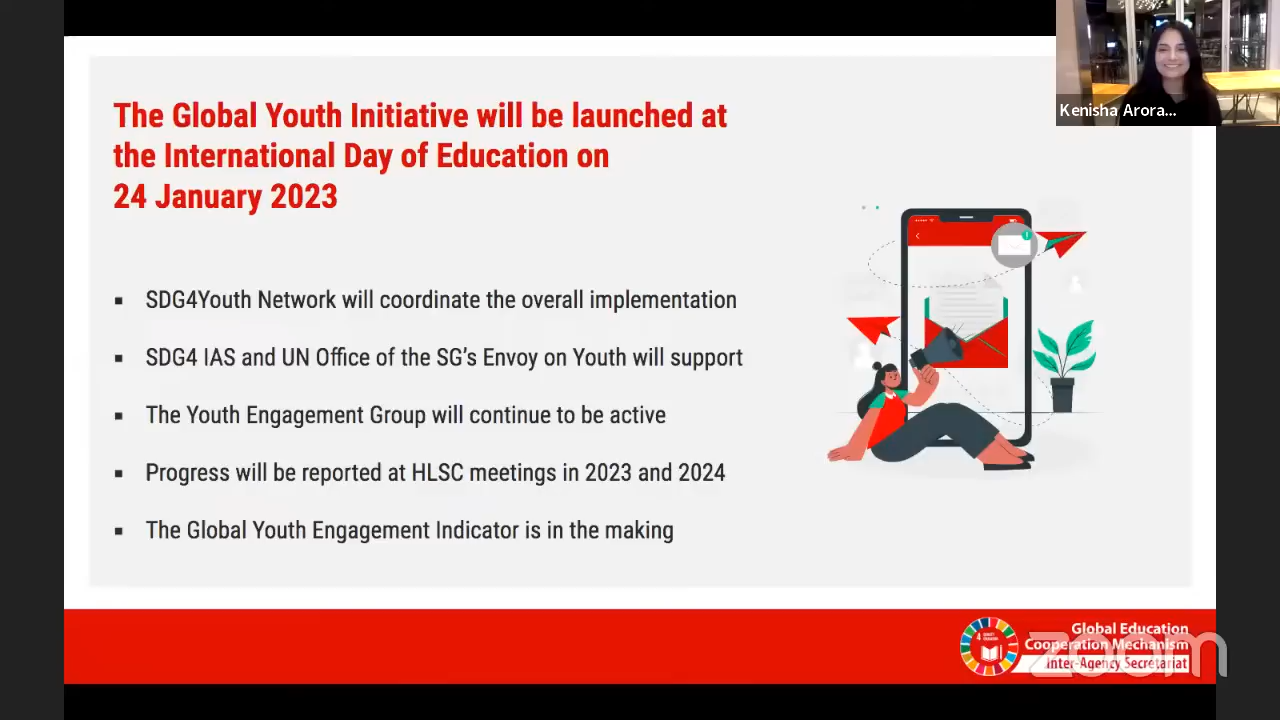 Kenisha Arora...
The Global Youth Initiative will be launched at
the International Day of Education on
24 January 2023
▪ SDG4Youth Network will coordinate the overall implementation
▪ SDG4 IAS and UN Office of the SG's Envoy on Youth will support
▪ The Youth Engagement Group will continue to be active
▪ Progress will be reported at HLSC meetings in 2023 and 2024
▪ The Global Youth Engagement Indicator is in the making
Global Education
Cooperation Mechanism
Inter-Agency Secretariat
zoom